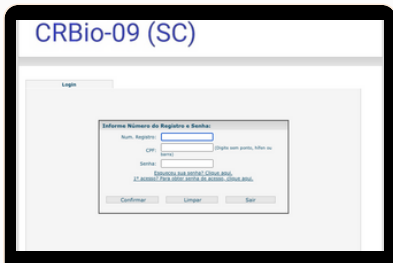 CRBio-09 (SC)
Login
Informe Número do Registro e Senha:
Num. Registro:
CPF: (Digite sem ponto, hífen ou barra)
Senha:
Esqueceu sua senha? Clique aqui.
1º acesso? Para obter senha de acesso, clique aqui.
Confirmar Limpar Sair